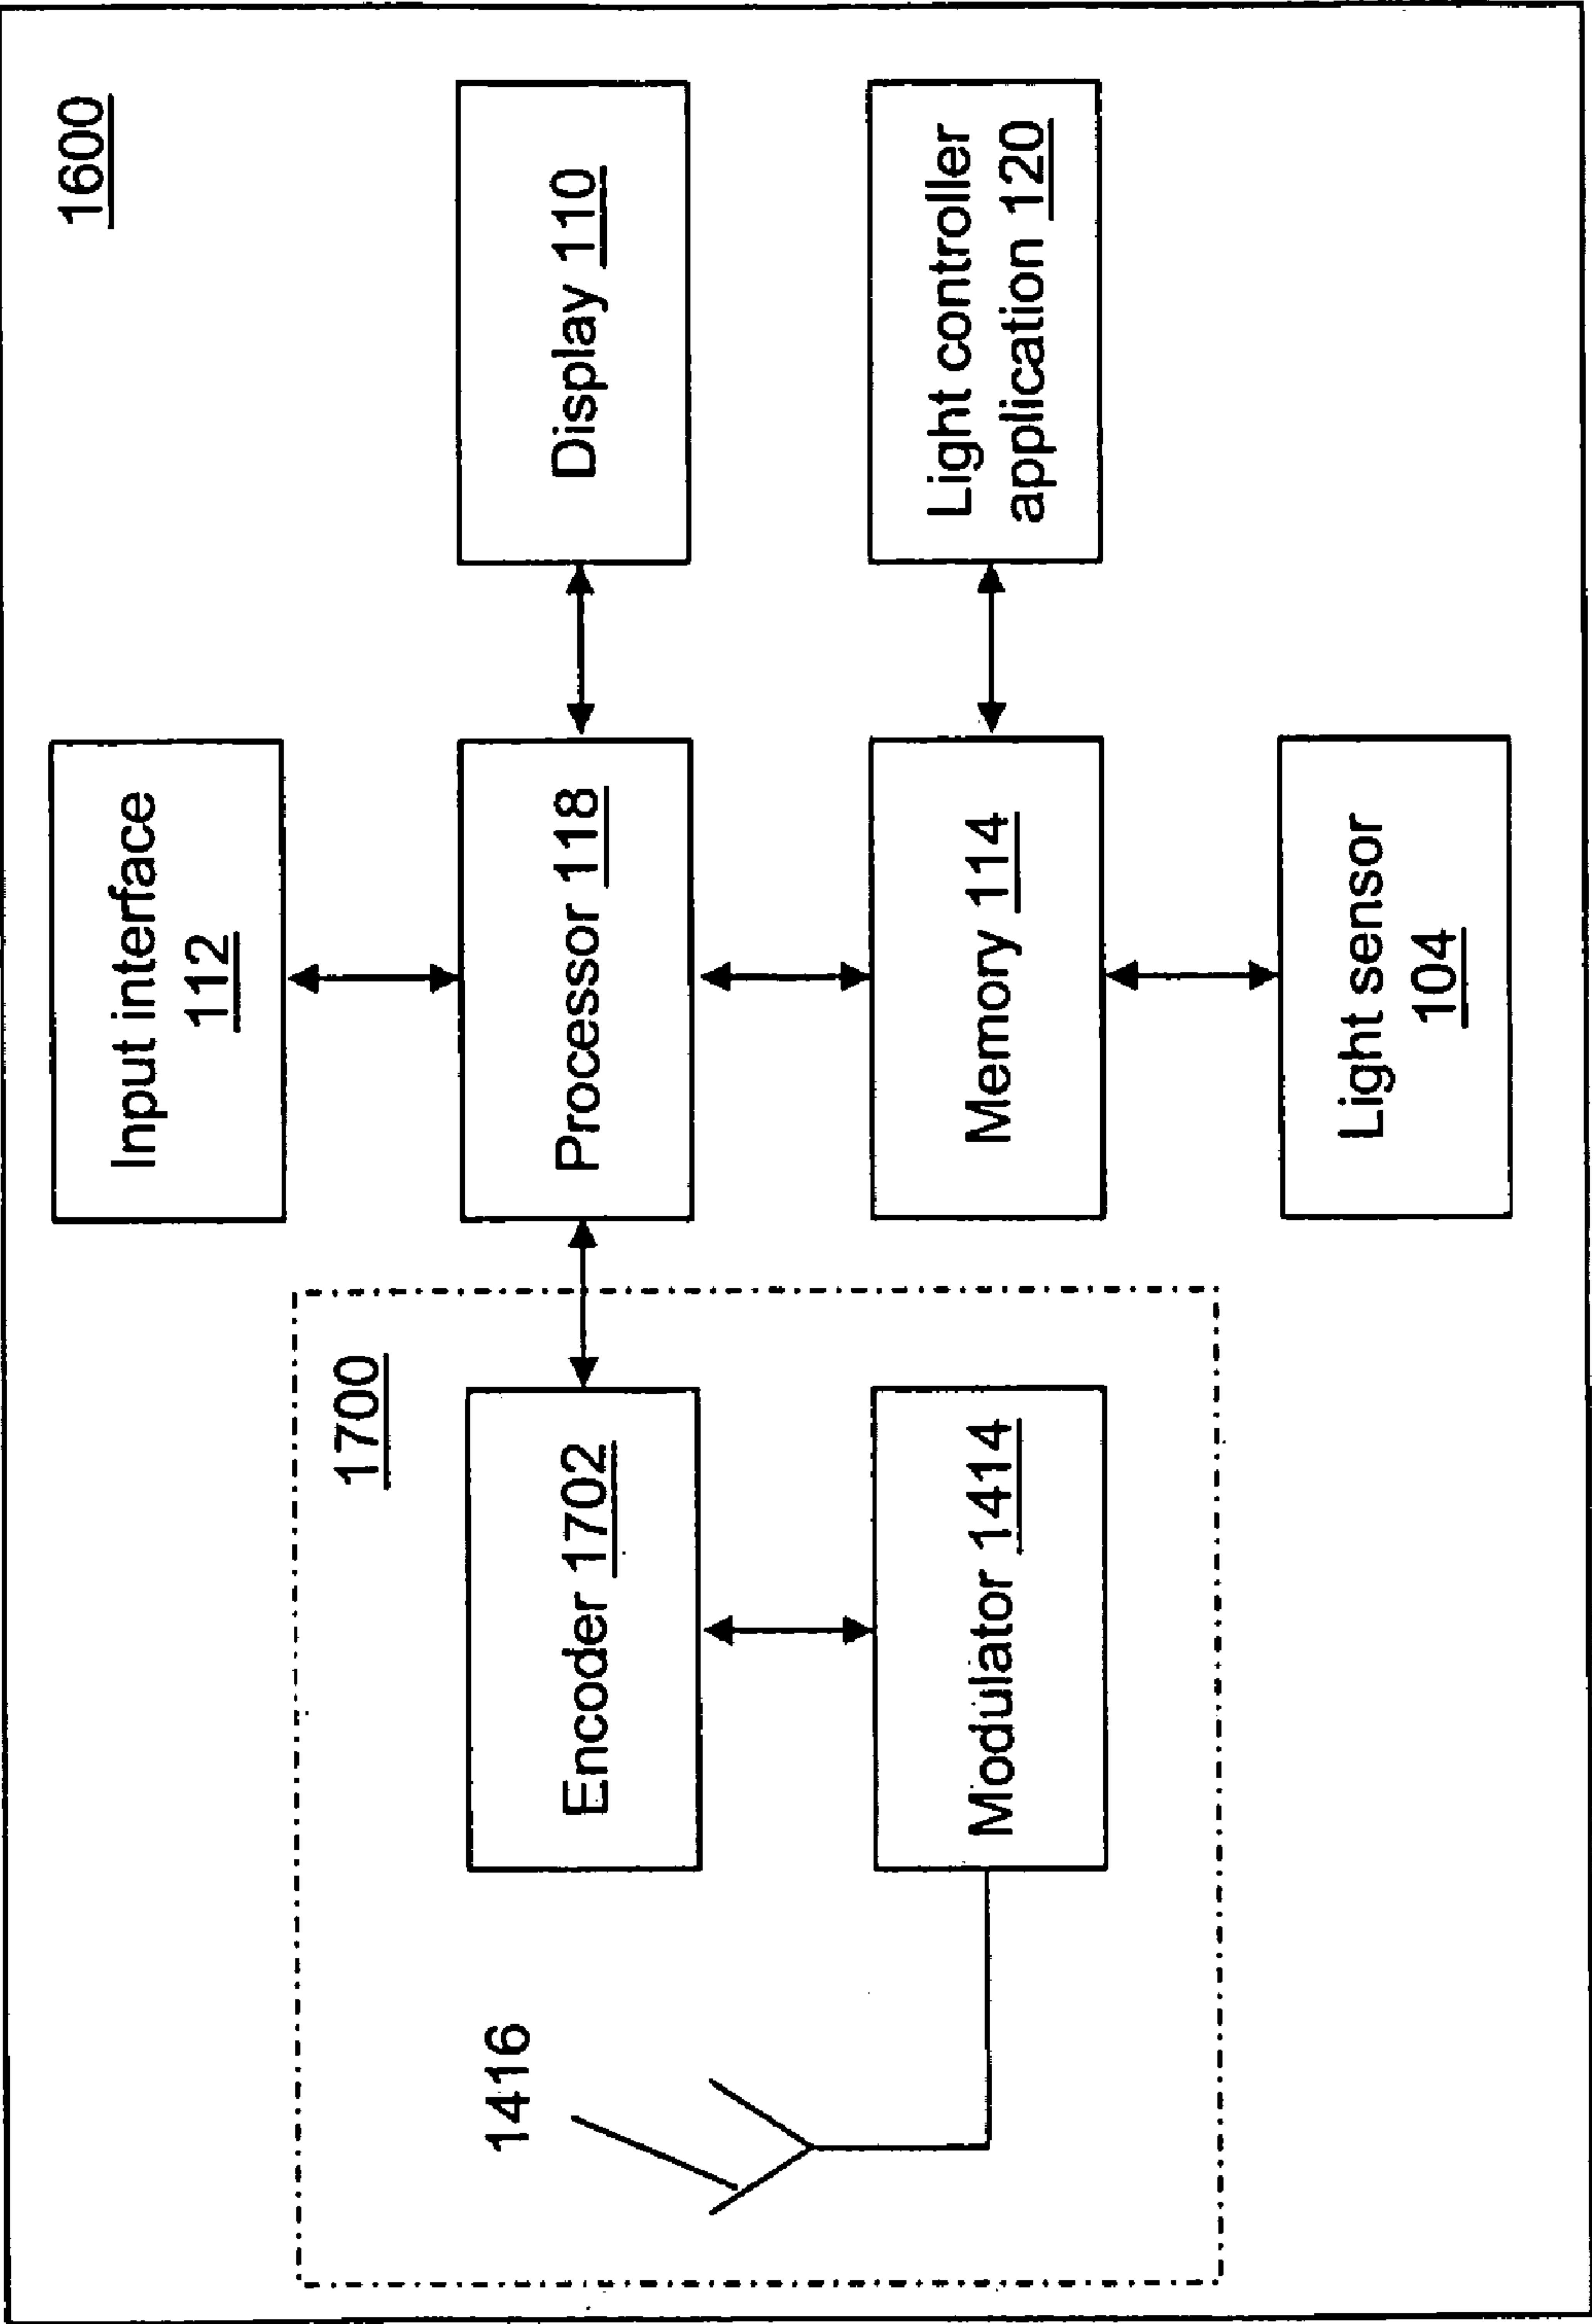 1600
Input interface
112
1700
Encoder 1702
Processor 118
Display 110
1416
Modulator 1414
Memory 114
Light controller
application 120
Light sensor
104